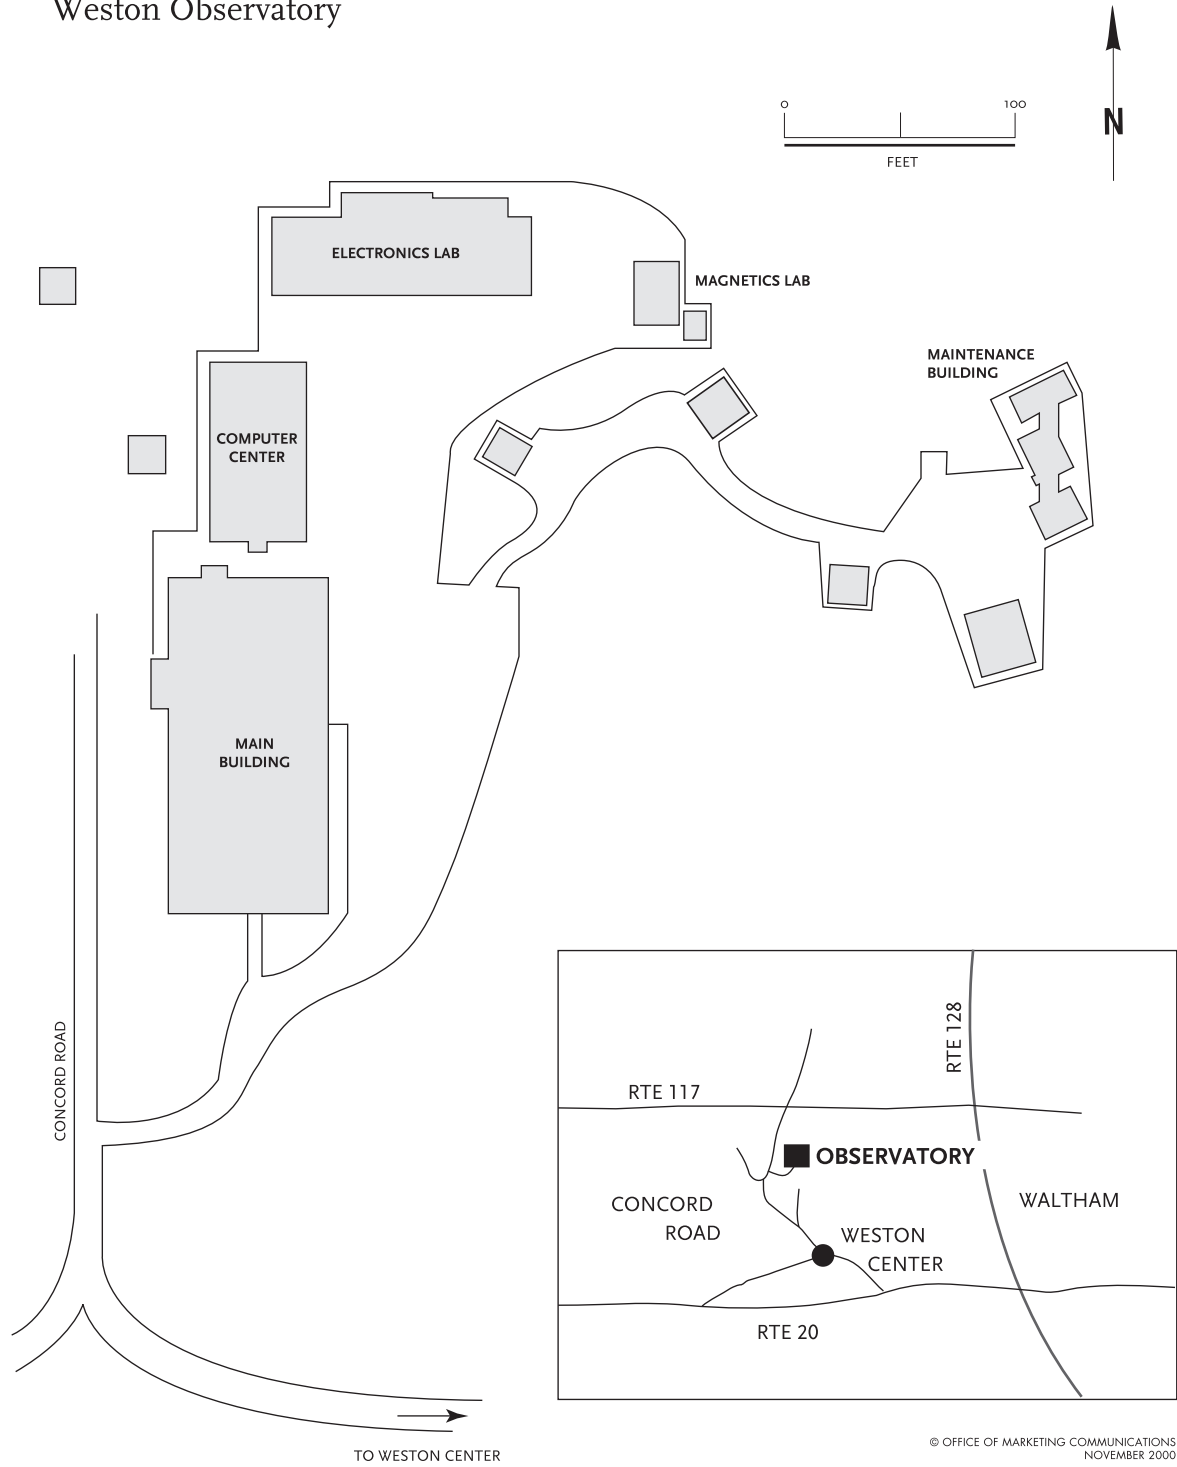 Weston Observatory
0
100
N
FEET
ELECTRONICS LAB
MAGNETICS LAB
MAINTENANCE
BUILDING
COMPUTER
CENTER
MAIN
BUILDING
CONCORD ROAD
RTE 128
RTE 117
OBSERVATORY
CONCORD
ROAD
WALTHAM
WESTON
CENTER
RTE 20
TO WESTON CENTER
© OFFICE OF MARKETING COMMUNICATIONS
NOVEMBER 2000